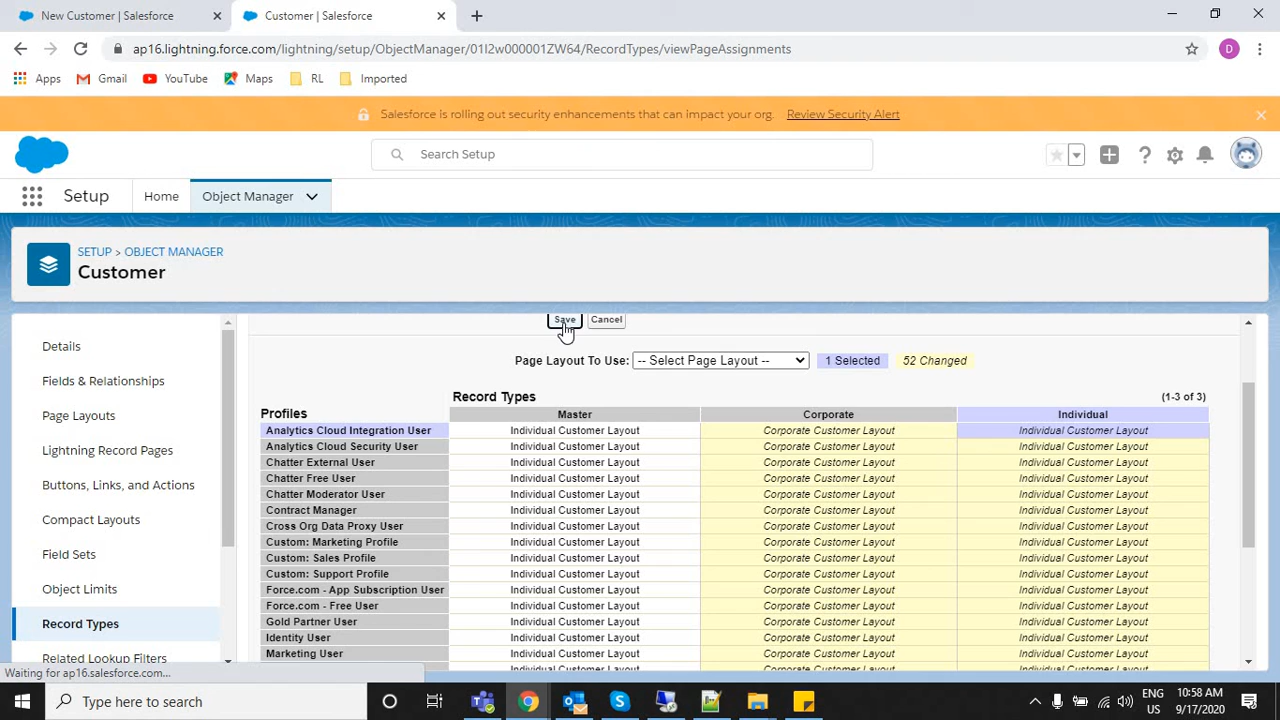 New Customer | Salesforce
Customer | Salesforce
ap16.lightning.force.com/lightning/setup/ObjectManager/01I2w000001ZW64/RecordTypes/viewPageAssignments
D
Apps Gmail YouTube Maps RL Imported
Salesforce is rolling out security enhancements that can impact your org. Review Security Alert
Search Setup
Setup Home Object Manager
SETUP > OBJECT MANAGER
Customer
Details
Fields & Relationships
Page Layouts
Lightning Record Pages
Buttons, Links, and Actions
Compact Layouts
Field Sets
Object Limits
Record Types
Related Lookup Filters
Save Cancel
Page Layout To Use: -- Select Page Layout -- 1 Selected 52 Changed
Record Types (1-3 of 3)
Profiles Master Corporate Individual
Analytics Cloud Integration User Individual Customer Layout Corporate Customer Layout Individual Customer Layout
Analytics Cloud Security User Individual Customer Layout Corporate Customer Layout Individual Customer Layout
Chatter External User Individual Customer Layout Corporate Customer Layout Individual Customer Layout
Chatter Free User Individual Customer Layout Corporate Customer Layout Individual Customer Layout
Chatter Moderator User Individual Customer Layout Corporate Customer Layout Individual Customer Layout
Contract Manager Individual Customer Layout Corporate Customer Layout Individual Customer Layout
Cross Org Data Proxy User Individual Customer Layout Corporate Customer Layout Individual Customer Layout
Custom: Marketing Profile Individual Customer Layout Corporate Customer Layout Individual Customer Layout
Custom: Sales Profile Individual Customer Layout Corporate Customer Layout Individual Customer Layout
Custom: Support Profile Individual Customer Layout Corporate Customer Layout Individual Customer Layout
Force.com - App Subscription User Individual Customer Layout Corporate Customer Layout Individual Customer Layout
Force.com - Free User Individual Customer Layout Corporate Customer Layout Individual Customer Layout
Gold Partner User Individual Customer Layout Corporate Customer Layout Individual Customer Layout
Identity User Individual Customer Layout Corporate Customer Layout Individual Customer Layout
Marketing User Individual Customer Layout Corporate Customer Layout Individual Customer Layout
Waiting for ap16.salesforce.com...
Type here to search
ENG
US
10:58 AM
9/17/2020